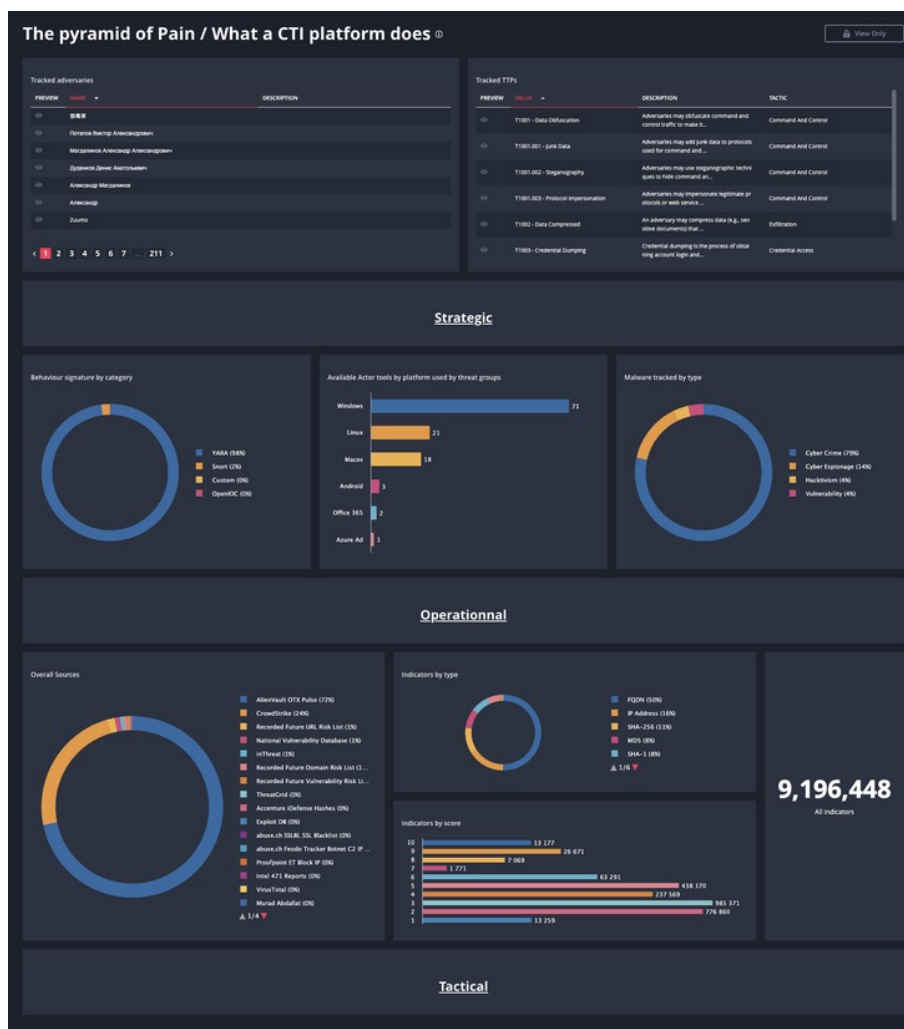 The pyramid of Pain / What a CTI platform does
View Only
Tracked adversaries
PREVIEW NAME DESCRIPTION
Потапов Виктор Александрович
Магдалинов Александр Александрович
Дуденков Денис Анатольевич
Александр Магдалинов
Александр
Zuumo
< 1 2 3 4 5 6 7 ... 211 >
Tracked TTPs
PREVIEW VALUE DESCRIPTION TACTIC
T1001 - Data Obfuscation Adversaries may obfuscate command and Command And Control
control traffic to make it...
T1001.001 - Junk Data Adversaries may add junk data to protocols Command And Control
used for command and ...
T1001.002 - Steganography Adversaries may use steganographic techni Command And Control
ques to hide command an...
T1001.003 - Protocol Impersonation Adversaries may impersonate legitimate pr Command And Control
otocols or web service ...
T1002 - Data Compressed An adversary may compress data (e.g., sen Exfiltration
sitive documents) that ...
T1003 - Credential Dumping Credential dumping is the process of obtai Credential Access
ning account login and...
Strategic
Behaviour signature by category
YARA (98%)
Snort (2%)
Custom (0%)
OpenIOC (0%)
Available Actor tools by platform used by threat groups
Windows 71
Linux 21
Macos 18
Android 3
Office 365 2
Azure Ad 1
Malware tracked by type
Cyber Crime (79%)
Cyber Espionage (14%)
Hacktivism (4%)
Vulnerability (4%)
Operationnal
Overall Sources
AlienVault OTX Pulse (72%)
CrowdStrike (24%)
Recorded Future URL Risk List (1%)
National Vulnerability Database (1%)
inThreat (1%)
Recorded Future Domain Risk List (1...
Recorded Future Vulnerability Risk Li...
ThreatGrid (0%)
Accenture iDefense Hashes (0%)
Exploit DB (0%)
abuse.ch SSLBL SSL Blacklist (0%)
abuse.ch Feodo Tracker Botnet C2 IP ...
Proofpoint ET Block IP (0%)
Intel 471 Reports (0%)
VirusTotal (0%)
Murad Abdallat (0%)
1/4
Indicators by type
FQDN (50%)
IP Address (16%)
SHA-256 (11%)
MD5 (8%)
SHA-1 (8%)
1/6
indicators by score
10 13 177
9 26 671
8 7 069
7 1 771
6 63 291
5 438 170
4 237 569
3 985 371
2 776 860
1 13 259
9,196,448
All indicators
Tactical